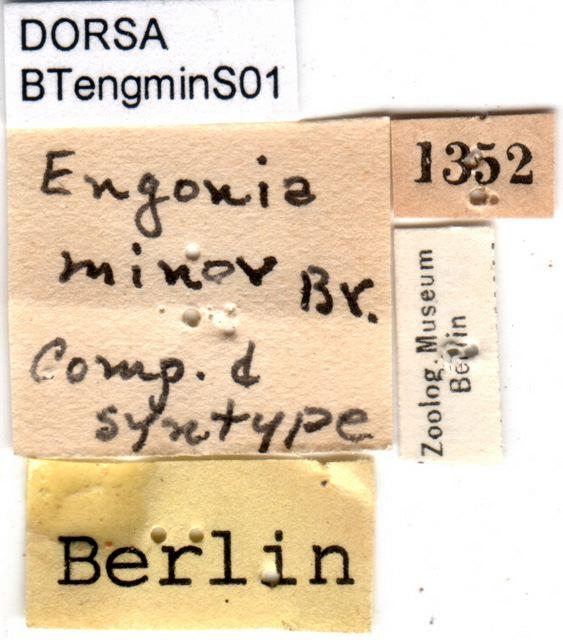 DORSA
BTengminS01
Engonia
minor Br.
Comp. d
syntype
1352
Zoolog. Museum
Berlin
Berlin